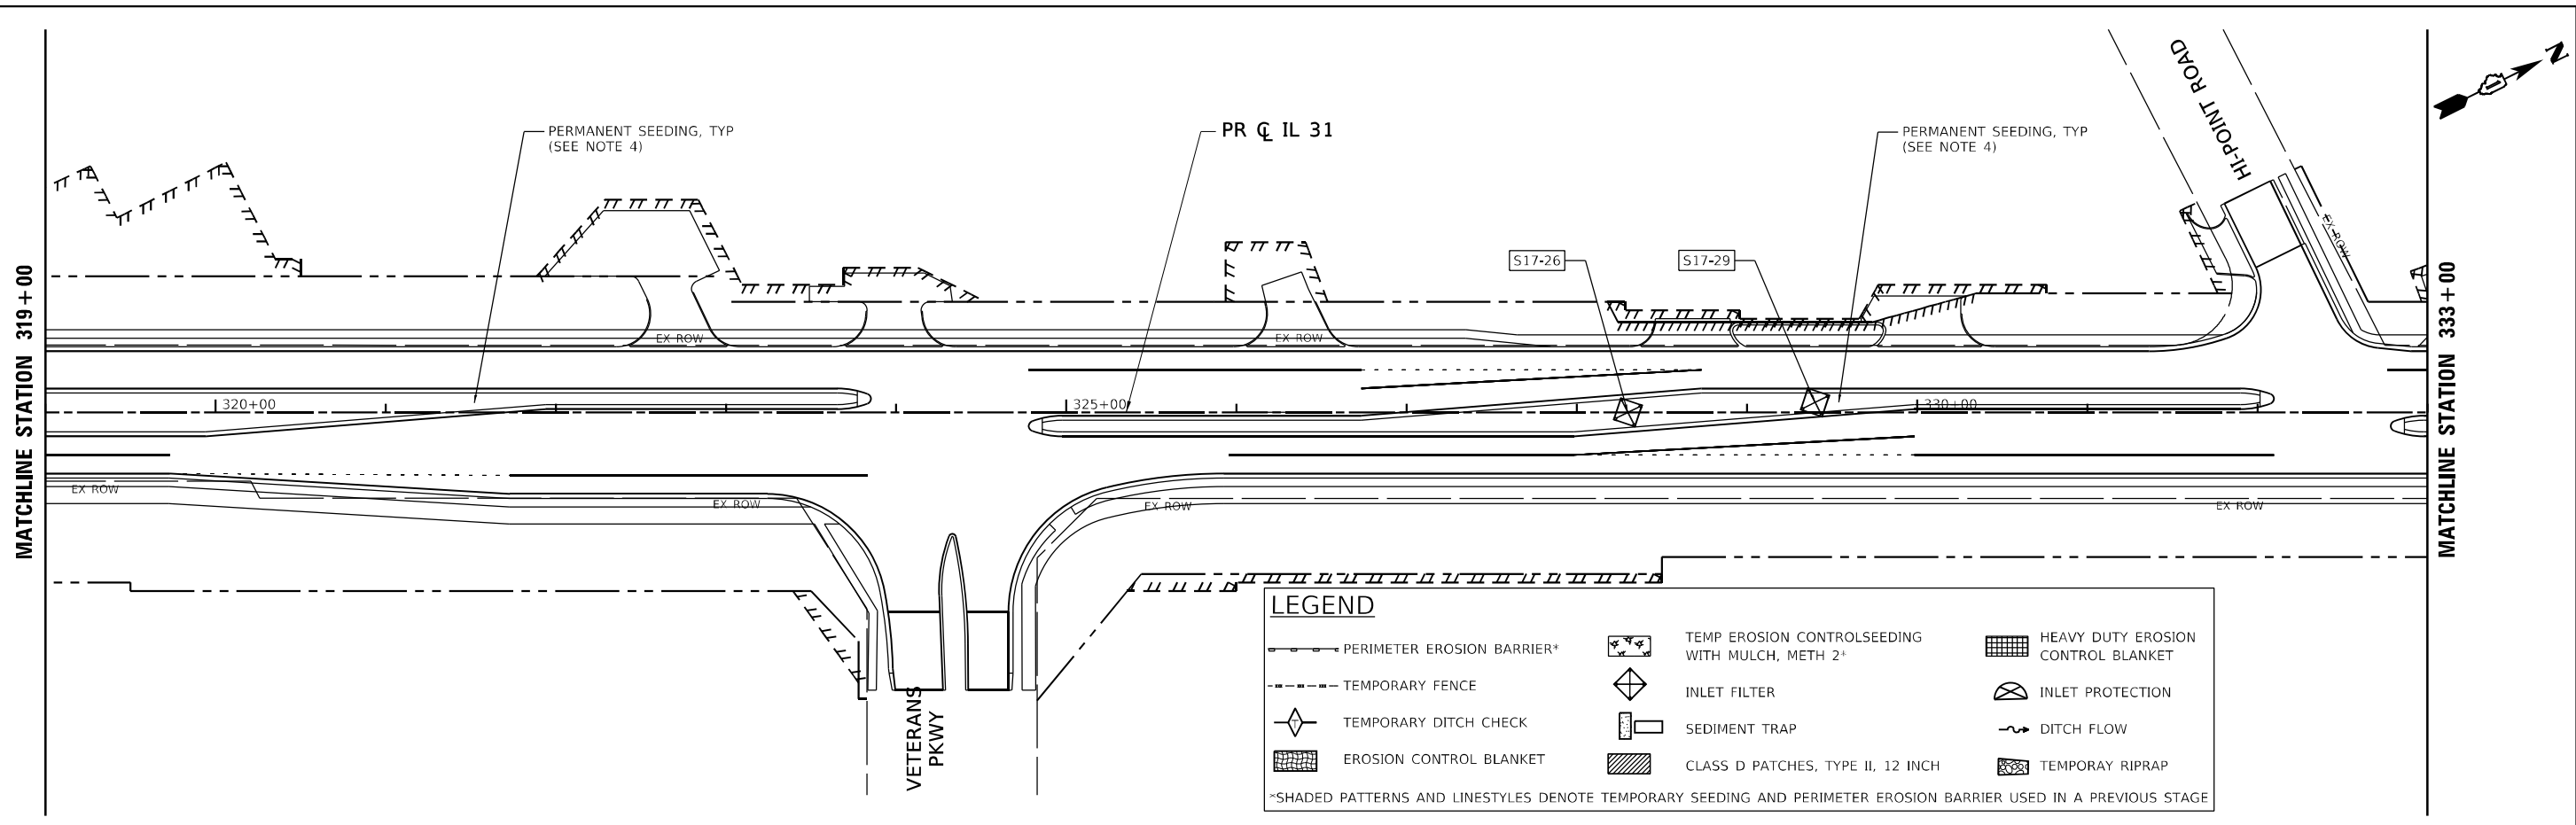 MATCHLINE STATION 319+00
PERMANENT SEEDING, TYP
(SEE NOTE 4)
PR ℄ IL 31
PERMANENT SEEDING, TYP
(SEE NOTE 4)
HI-POINT ROAD
N
EX ROW
S17-26
S17-29
EX ROW
EX ROW
320+00
325+00
330+00
EX ROW
EX ROW
EX ROW
EX ROW
MATCHLINE STATION 333+00
VETERANS
PKWY
LEGEND
PERIMETER EROSION BARRIER*
TEMPORARY FENCE
T
TEMPORARY DITCH CHECK
EROSION CONTROL BLANKET
TEMP EROSION CONTROLSEEDING
WITH MULCH, METH 2*
INLET FILTER
SEDIMENT TRAP
CLASS D PATCHES, TYPE II, 12 INCH
HEAVY DUTY EROSION
CONTROL BLANKET
INLET PROTECTION
DITCH FLOW
TEMPORAY RIPRAP
*SHADED PATTERNS AND LINESTYLES DENOTE TEMPORARY SEEDING AND PERIMETER EROSION BARRIER USED IN A PREVIOUS STAGE